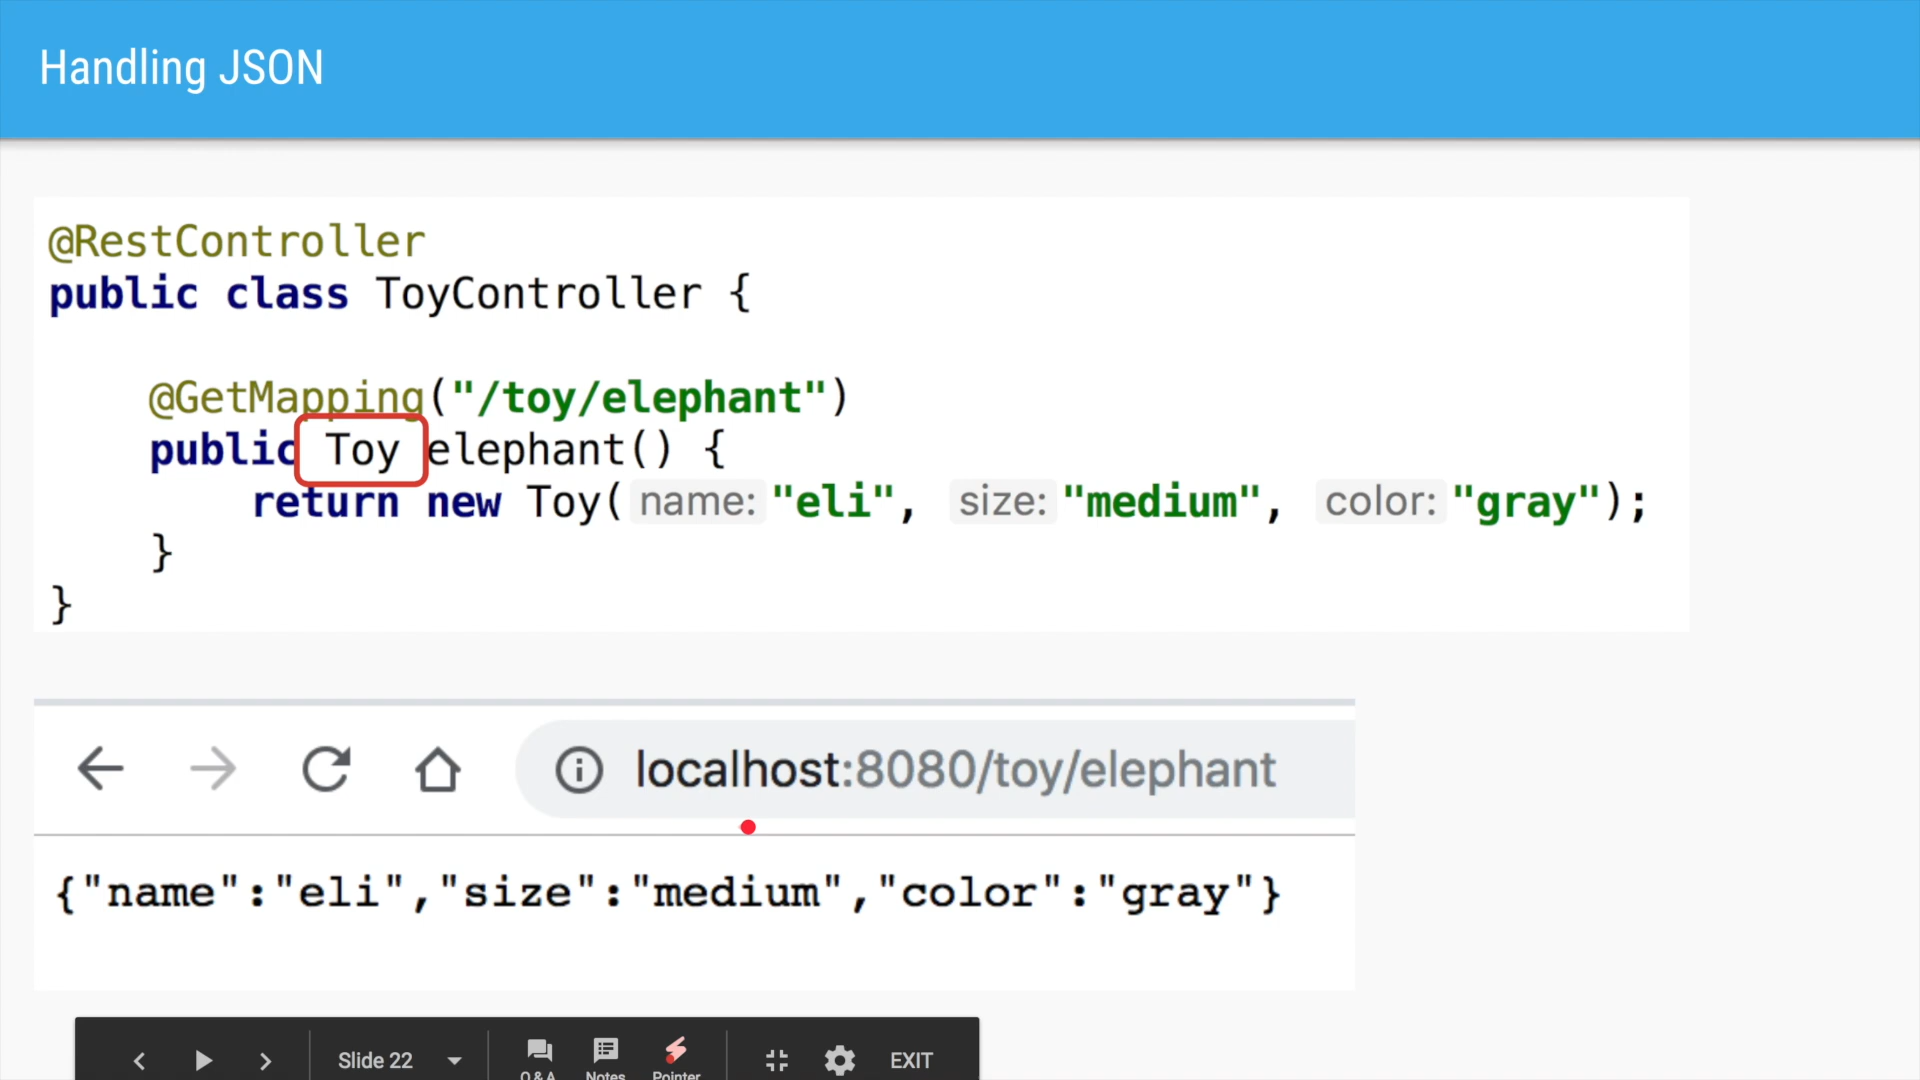 Handling JSON
@RestController
public class ToyController {
@GetMapping("/toy/elephant")
public Toy elephant() {
return new Toy( name: "eli", size: "medium", color: "gray");
}
}
localhost:8080/toy/elephant
{"name":"eli","size":"medium","color":"gray"}
Slide 22
Q & A
Notes
Pointer
EXIT